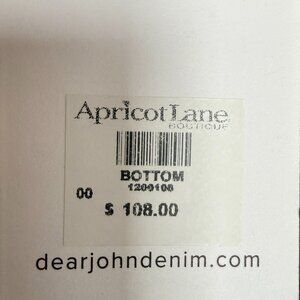 ApricotLane
BOUTIQUE
BOTTOM
1200108
00
$ 108.00
dearjohndenim.com